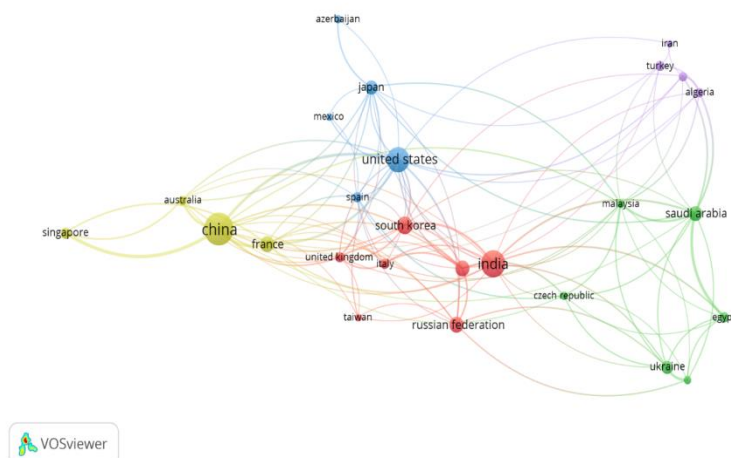 azerbaijan
iran
turkey
japan
algeria
mexico
united states
spain
australia
malaysia
saudi arabia
china
singapore
south korea
france
united kingdom
italy
india
czech republic
taiwan
russian federation
egyp
ukraine
VOSviewer